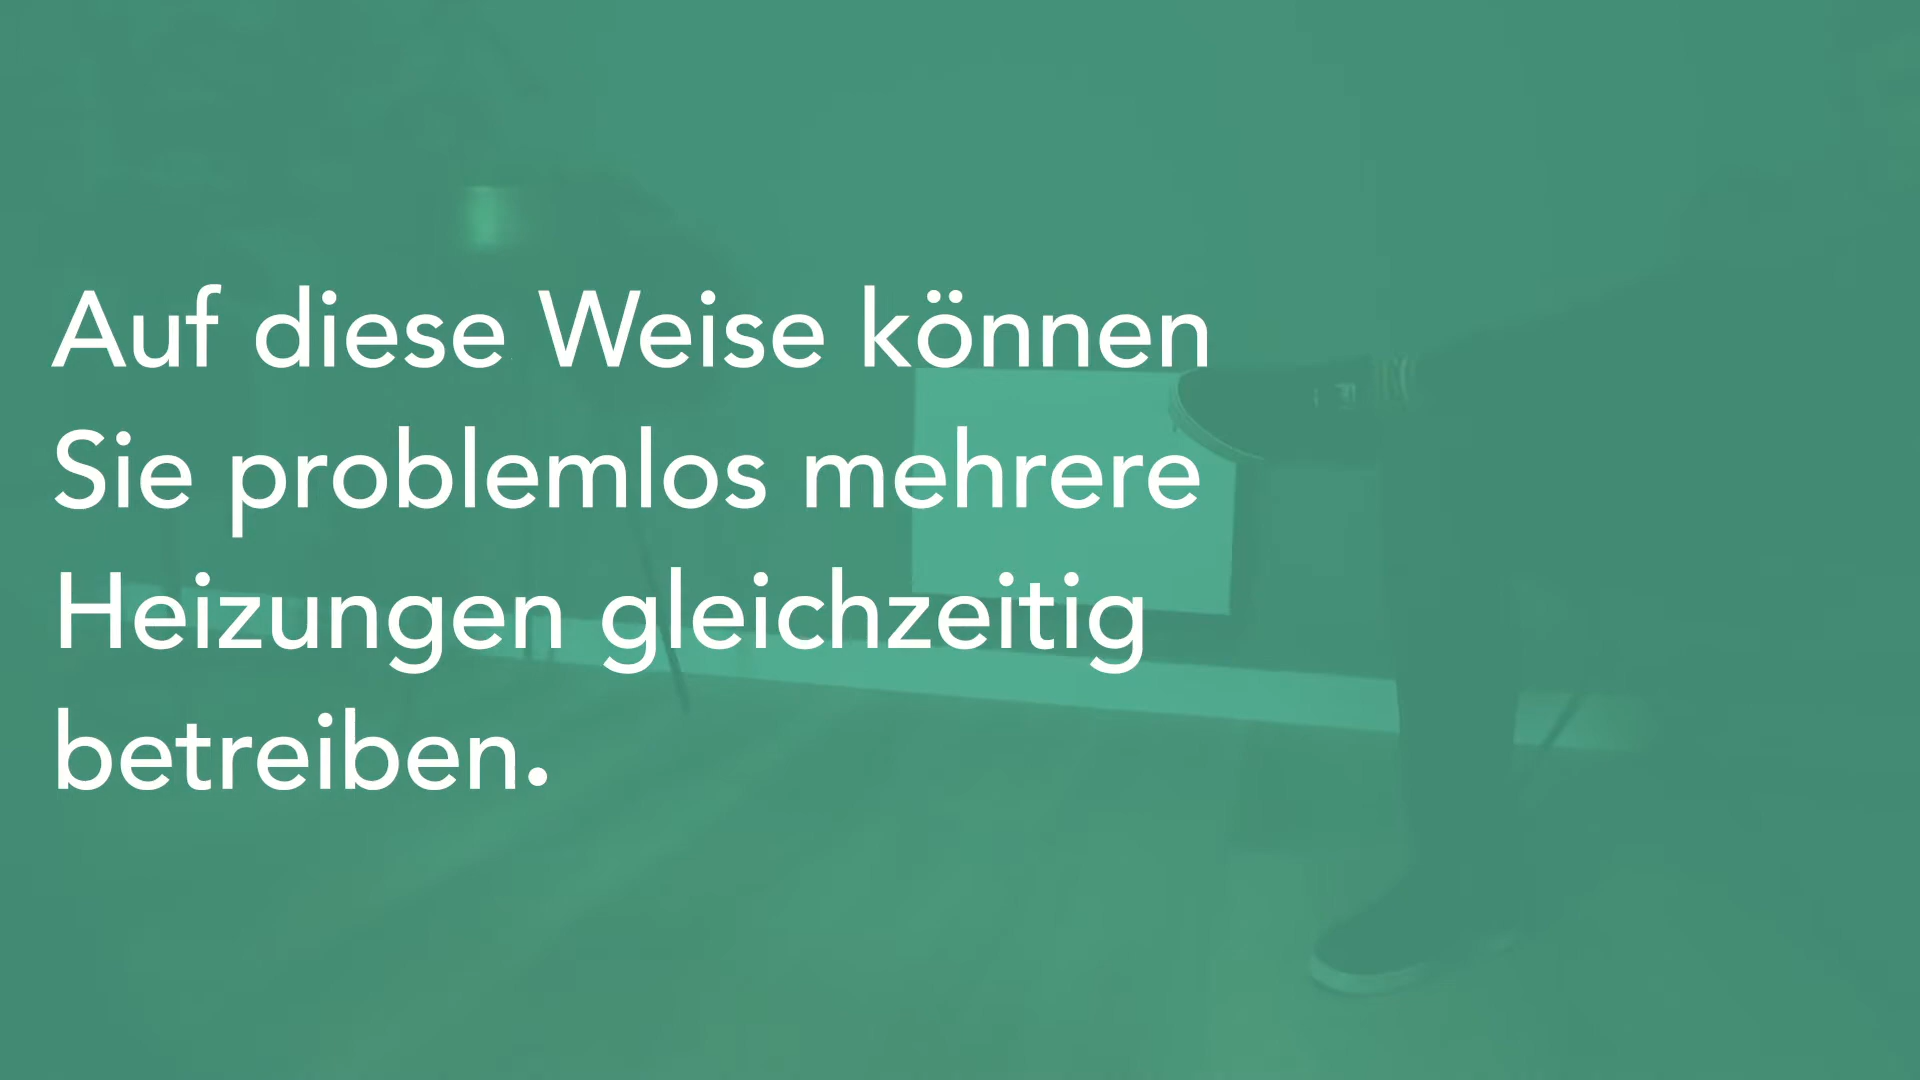 Auf diese Weise können
Sie problemlos mehrere
Heizungen gleichzeitig
betreiben.